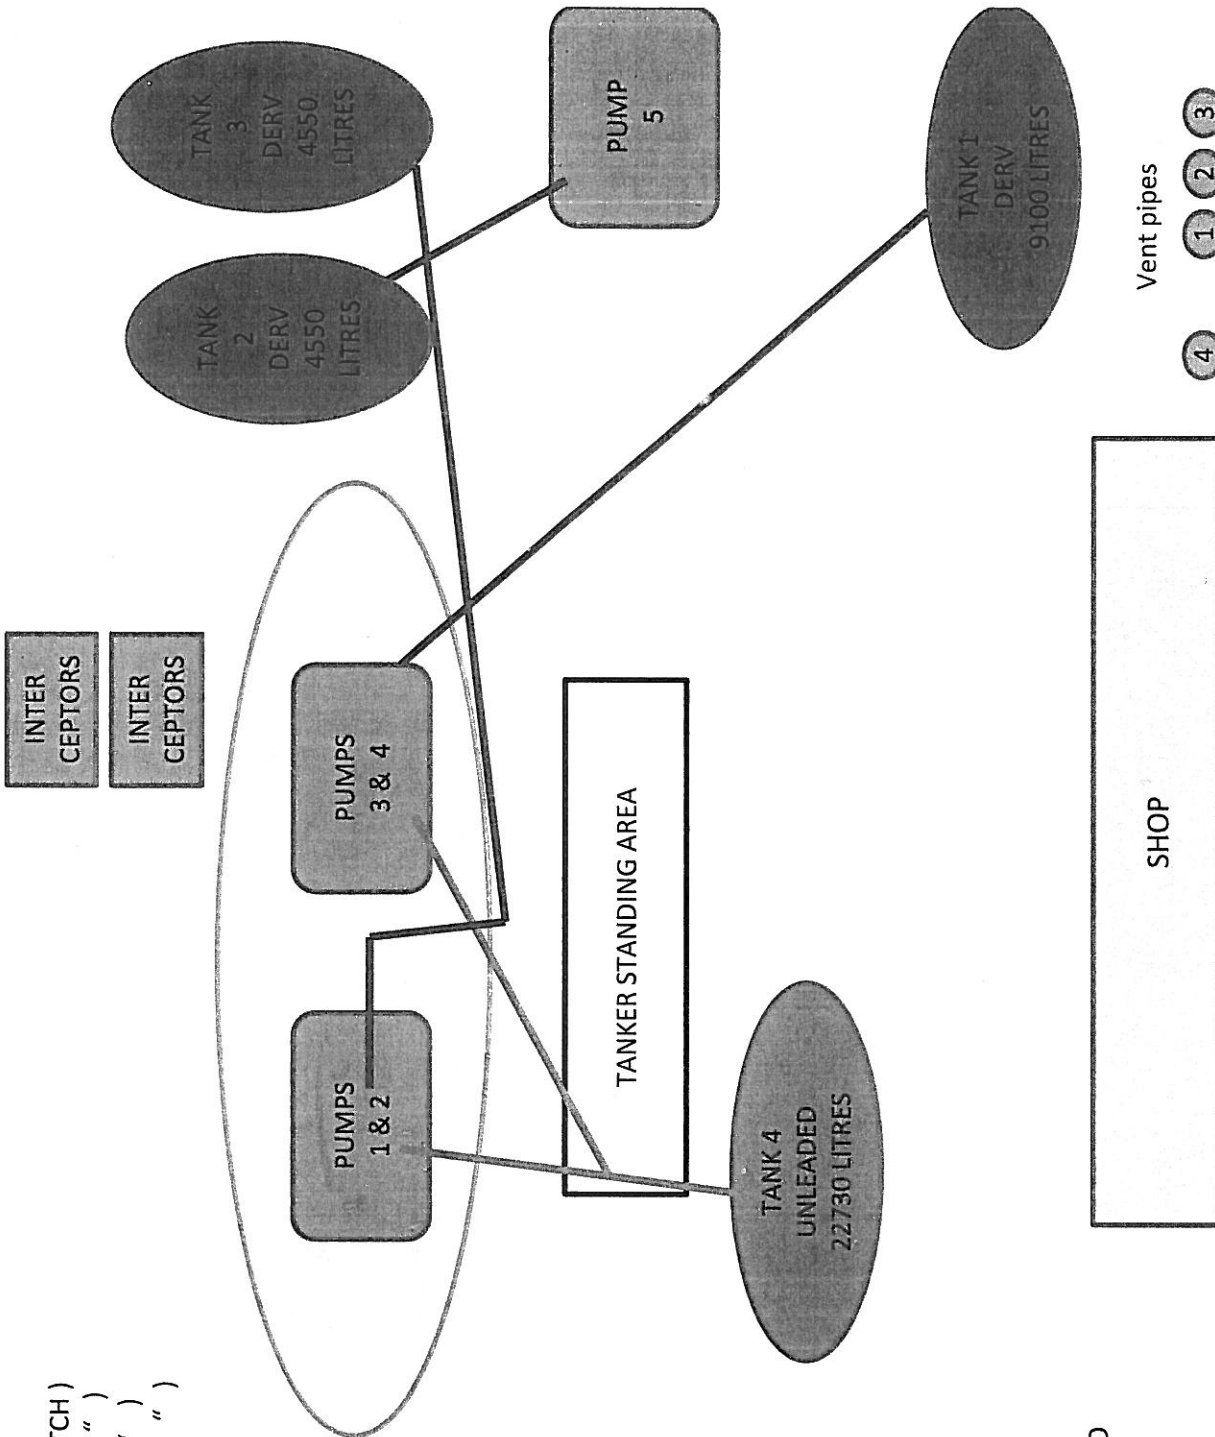 TCH )
“ )
)
“ )
INTER
CEPTORS
INTER
CEPTORS
PUMPS
1 & 2
PUMPS
3 & 4
TANK
2
DERV
4550
LITRES
TANK
3
DERV
4550
LITRES
PUMP
5
TANKER STANDING AREA
TANK 4
UNLEADED
22730 LITRES
TANK 1
DERV
9100 LITRES
Vent pipes
4
1
2
3
SHOP